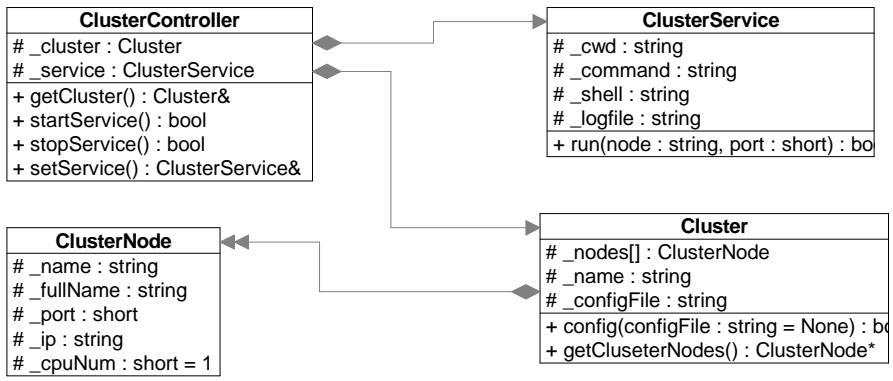 ClusterController
# _cluster : Cluster
# _service : ClusterService
+ getCluster() : Cluster&
+ startService() : bool
+ stopService() : bool
+ setService() : ClusterService&
ClusterService
# _cwd : string
# _command : string
# _shell : string
# _logfile : string
+ run(node : string, port : short) : boo
ClusterNode
# _name : string
# _fullName : string
# _port : short
# _ip : string
# _cpuNum : short = 1
Cluster
# _nodes[] : ClusterNode
# _name : string
# _configFile : string
+ config(configFile : string = None) : bo
+ getCluseterNodes() : ClusterNode*